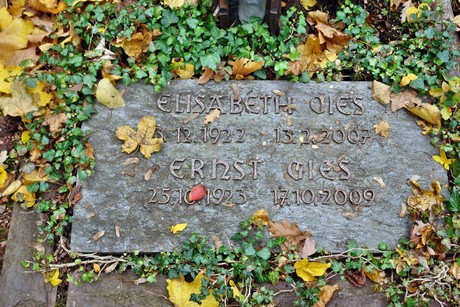 ELISABETH GIES
12.1922 13.2.2007
ERNST GIES
25.10.1923 17.10.2009